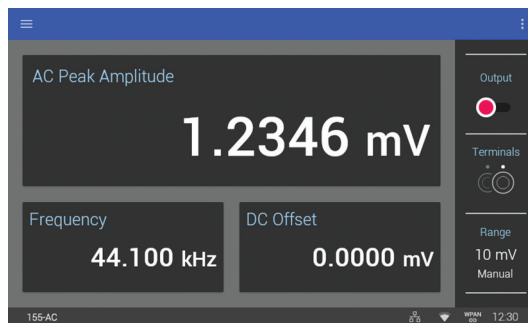 AC Peak Amplitude
1.2346 mV
Frequency
44.100 kHz
DC Offset
0.0000 mV
Output
Terminals
Range
10 mV
Manual
155-AC
WPAN
12:30